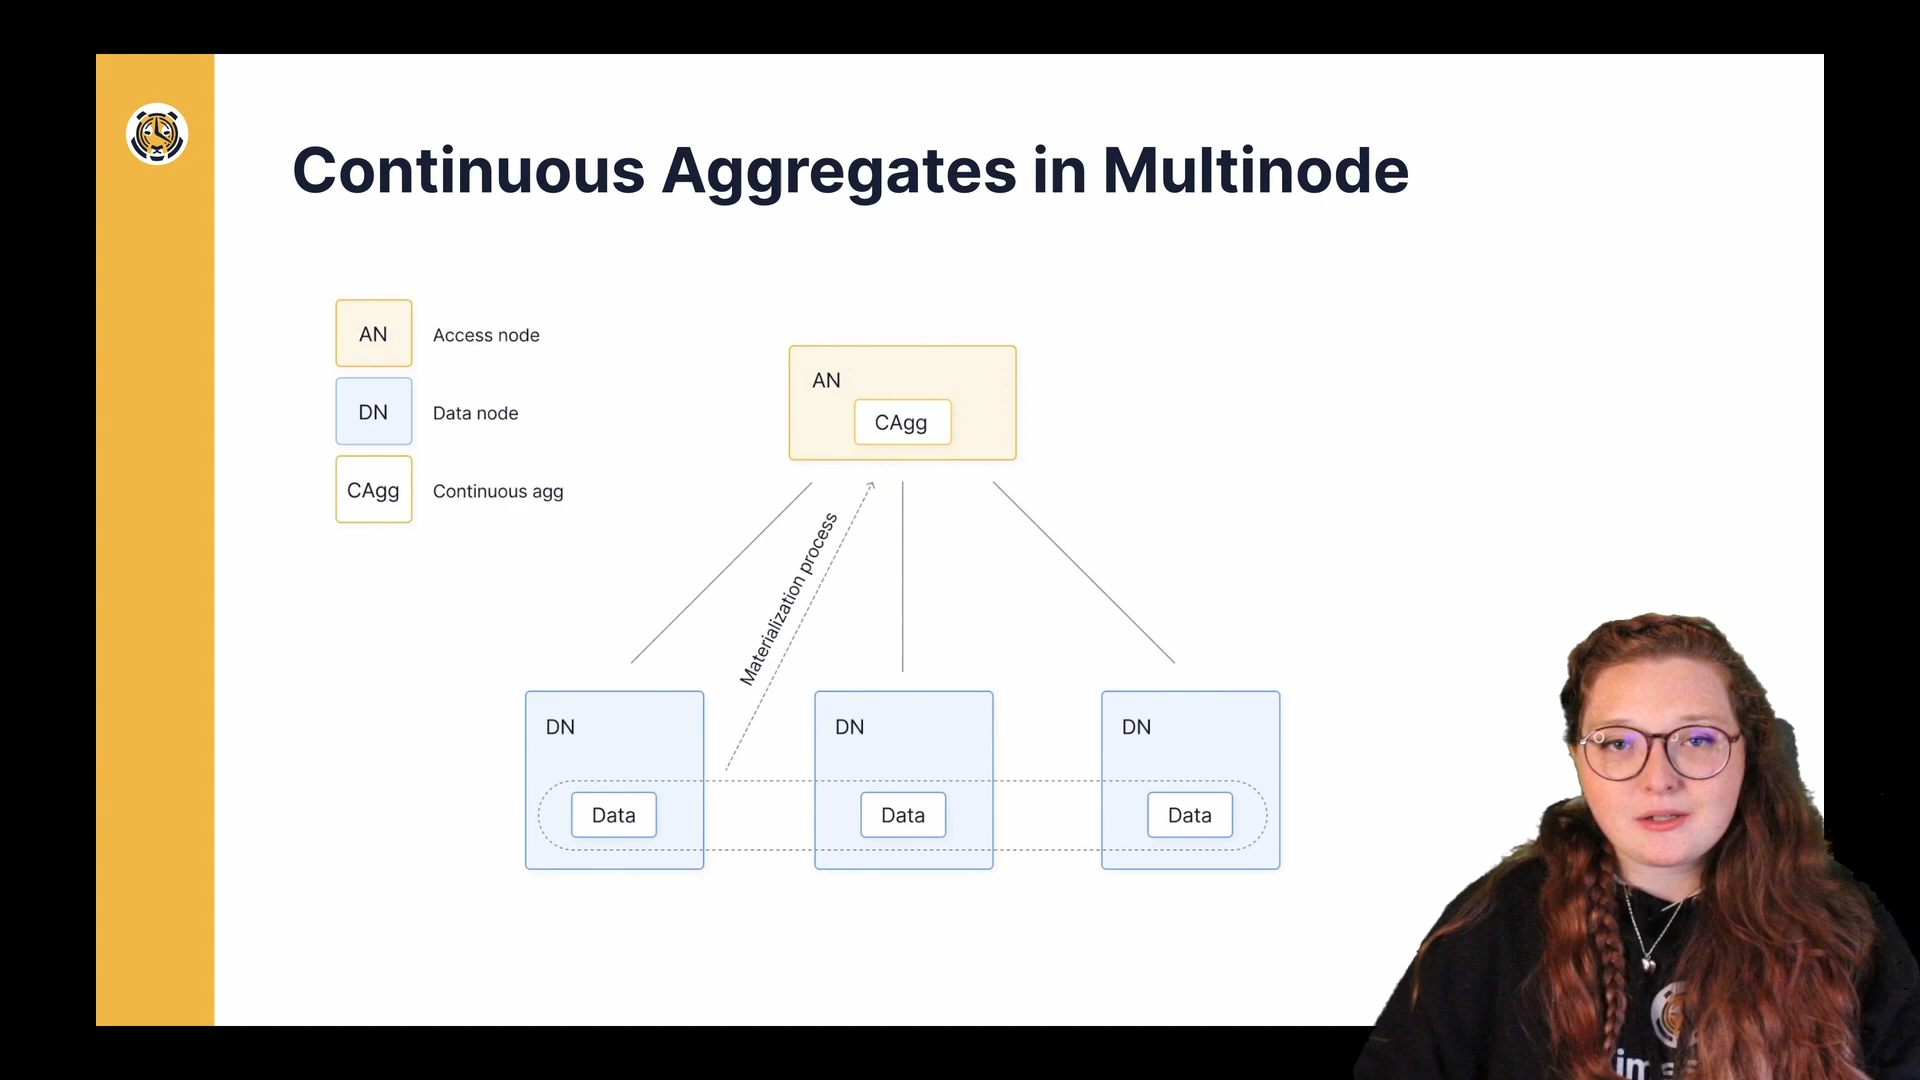 Continuous Aggregates in Multinode
AN
Access node
DN
Data node
CAgg
Continuous agg
AN
CAgg
Materialization process
DN
DN
DN
Data
Data
Data